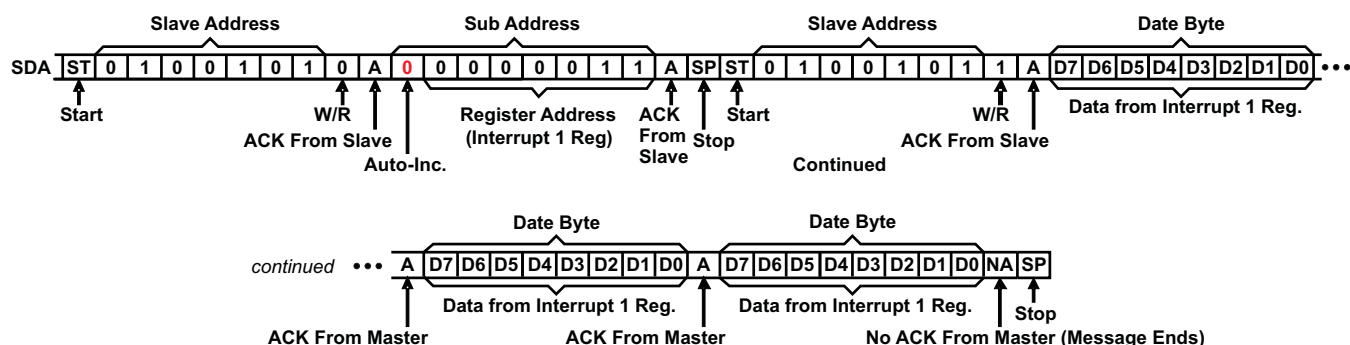 Slave Address Sub Address Slave Address Date Byte
SDA ST 0 1 0 0 1 0 1 0 A 0 0 0 0 0 0 1 1 A SP ST 0 1 0 0 1 0 1 1 A D7 D6 D5 D4 D3 D2 D1 D0 •••
Start W/R Register Address ACK Start W/R Data from Interrupt 1 Reg.
ACK From Slave (Interrupt 1 Reg) From Stop ACK From Slave
Slave
Auto-Inc. Continued
Date Byte Date Byte
continued ••• A D7 D6 D5 D4 D3 D2 D1 D0 A D7 D6 D5 D4 D3 D2 D1 D0 NA SP
Data from Interrupt 1 Reg. Data from Interrupt 1 Reg. Stop
ACK From Master ACK From Master No ACK From Master (Message Ends)